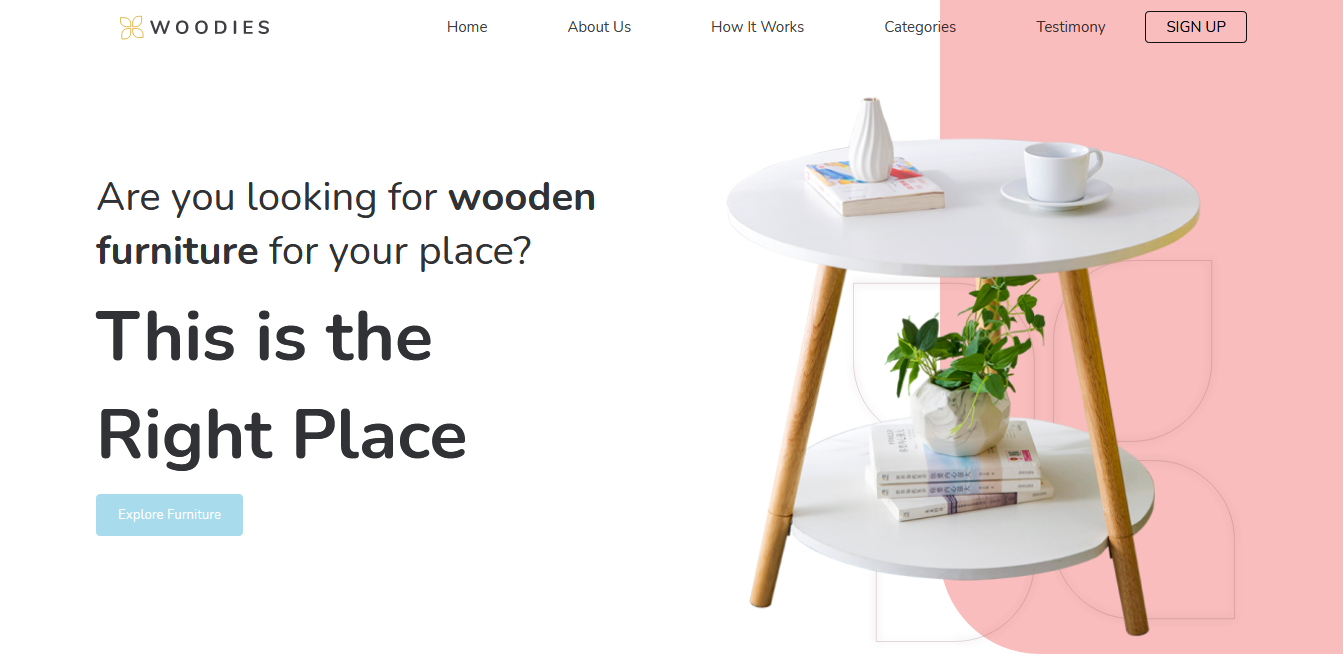 WOODIES
Home
About Us
How It Works
Categories
Testimony
SIGN UP
Are you looking for wooden
furniture for your place?
This is the
Right Place
Explore Furniture